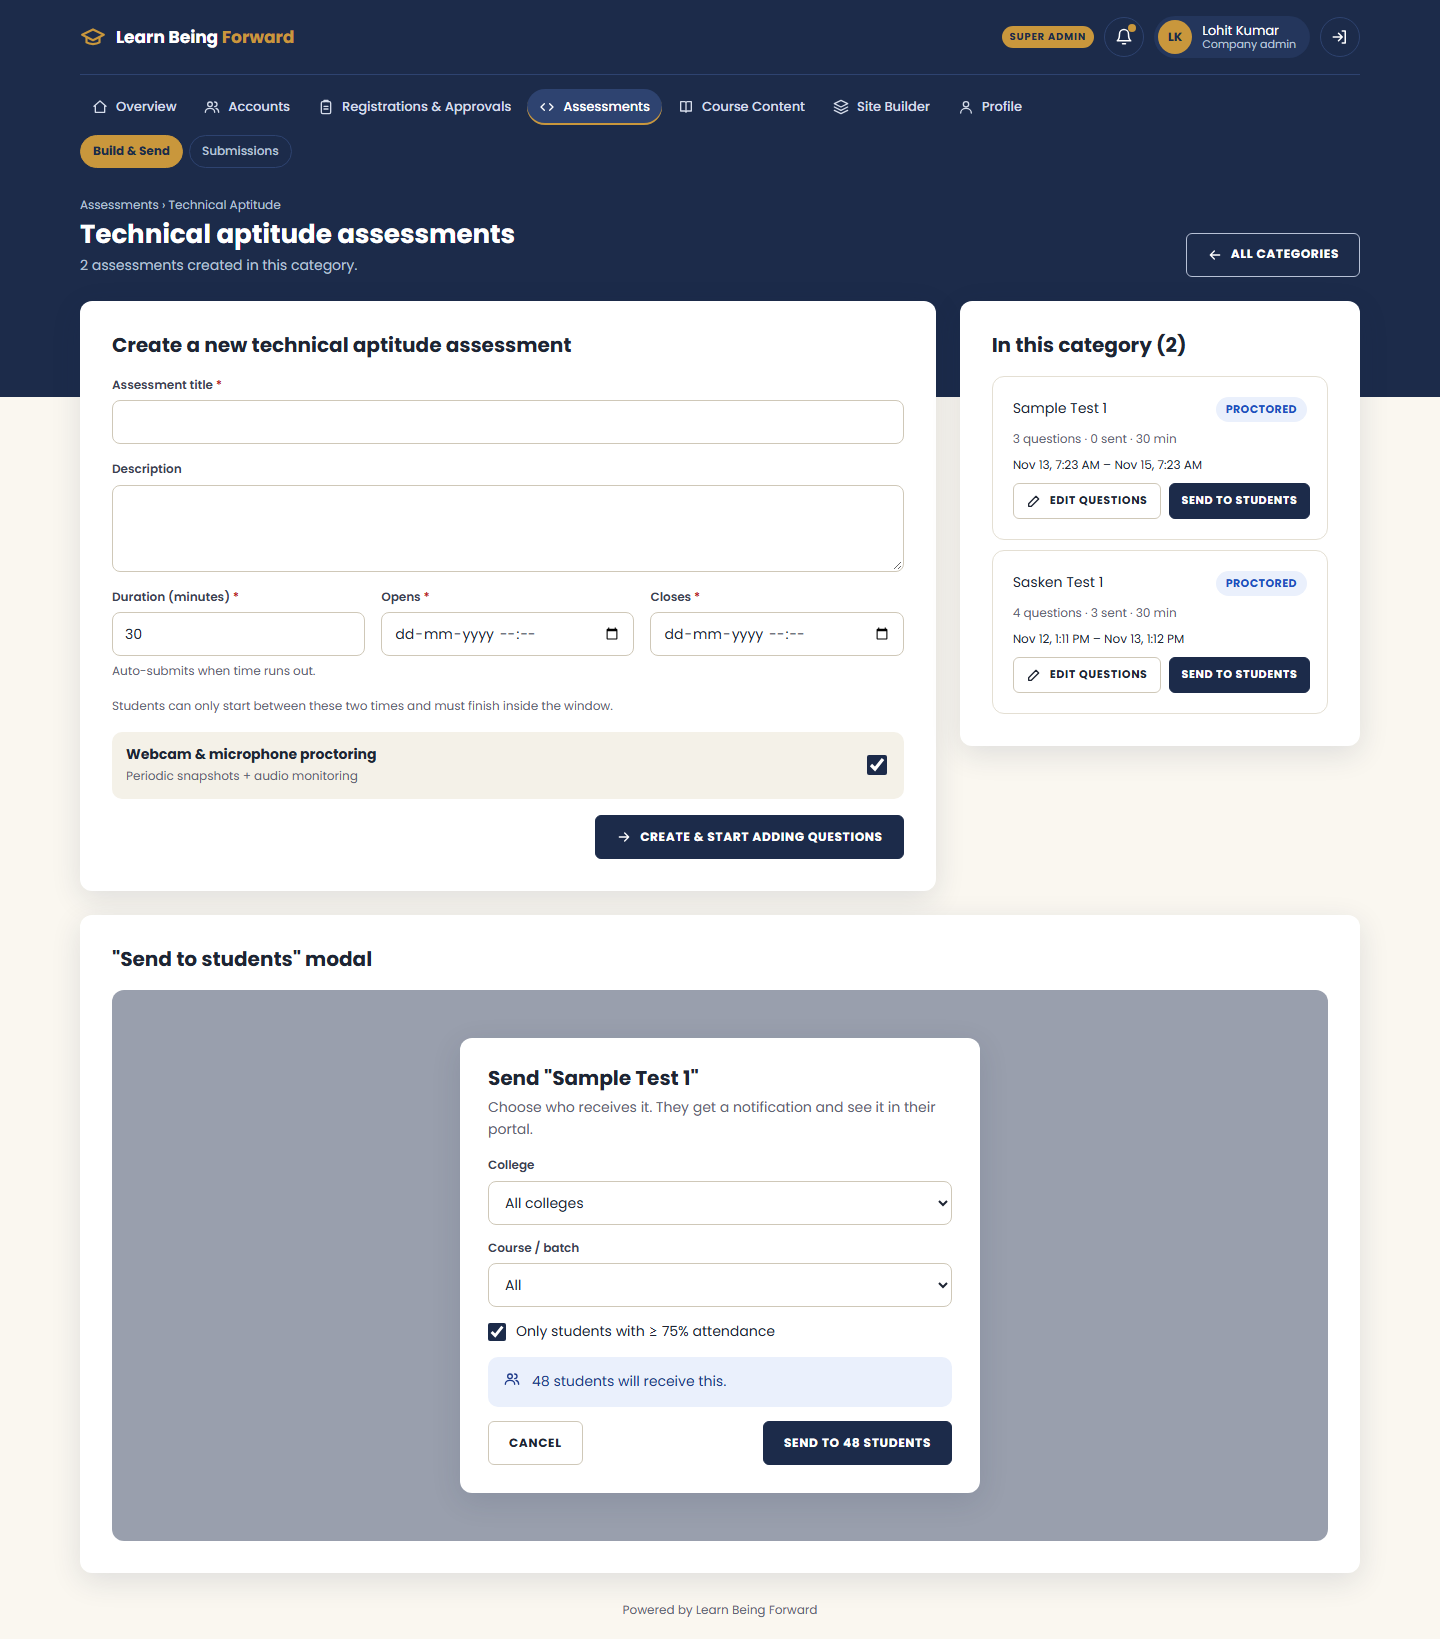 Learn Being Forward
SUPER ADMIN
LK
Lohit Kumar
Company admin
Overview
Accounts
Registrations & Approvals
Assessments
Course Content
Site Builder
Profile
Build & Send
Submissions
Assessments › Technical Aptitude
Technical aptitude assessments
2 assessments created in this category.
ALL CATEGORIES
Create a new technical aptitude assessment
Assessment title *
Description
Duration (minutes) *
Opens *
Closes *
30
dd-mm-yyyy --:--
dd-mm-yyyy --:--
Auto-submits when time runs out.
Students can only start between these two times and must finish inside the window.
Webcam & microphone proctoring
Periodic snapshots + audio monitoring
CREATE & START ADDING QUESTIONS
In this category (2)
Sample Test 1
PROCTORED
3 questions · 0 sent · 30 min
Nov 13, 7:23 AM – Nov 15, 7:23 AM
EDIT QUESTIONS
SEND TO STUDENTS
Sasken Test 1
PROCTORED
4 questions · 3 sent · 30 min
Nov 12, 1:11 PM – Nov 13, 1:12 PM
EDIT QUESTIONS
SEND TO STUDENTS
"Send to students" modal
Send "Sample Test 1"
Choose who receives it. They get a notification and see it in their
portal.
College
All colleges
Course / batch
All
Only students with ≥ 75% attendance
48 students will receive this.
CANCEL
SEND TO 48 STUDENTS
Powered by Learn Being Forward